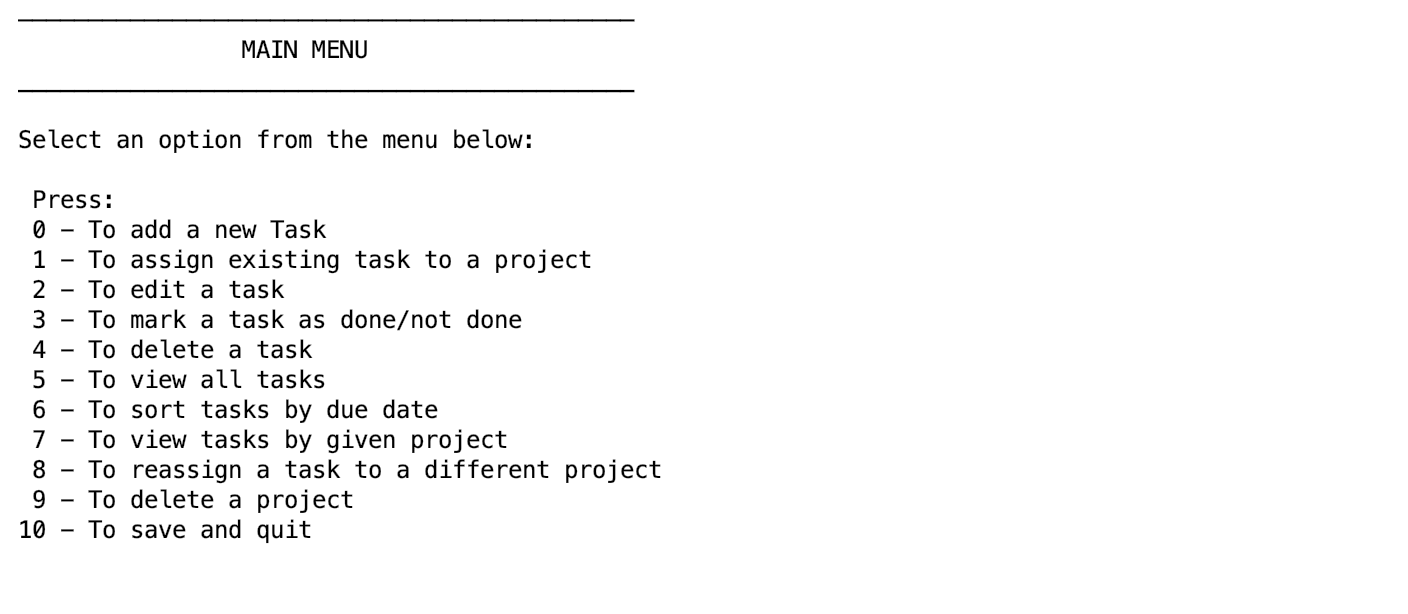 MAIN MENU
Select an option from the menu below:
Press:
0 – To add a new Task
1 – To assign existing task to a project
2 – To edit a task
3 – To mark a task as done/not done
4 – To delete a task
5 – To view all tasks
6 – To sort tasks by due date
7 – To view tasks by given project
8 – To reassign a task to a different project
9 – To delete a project
10 – To save and quit